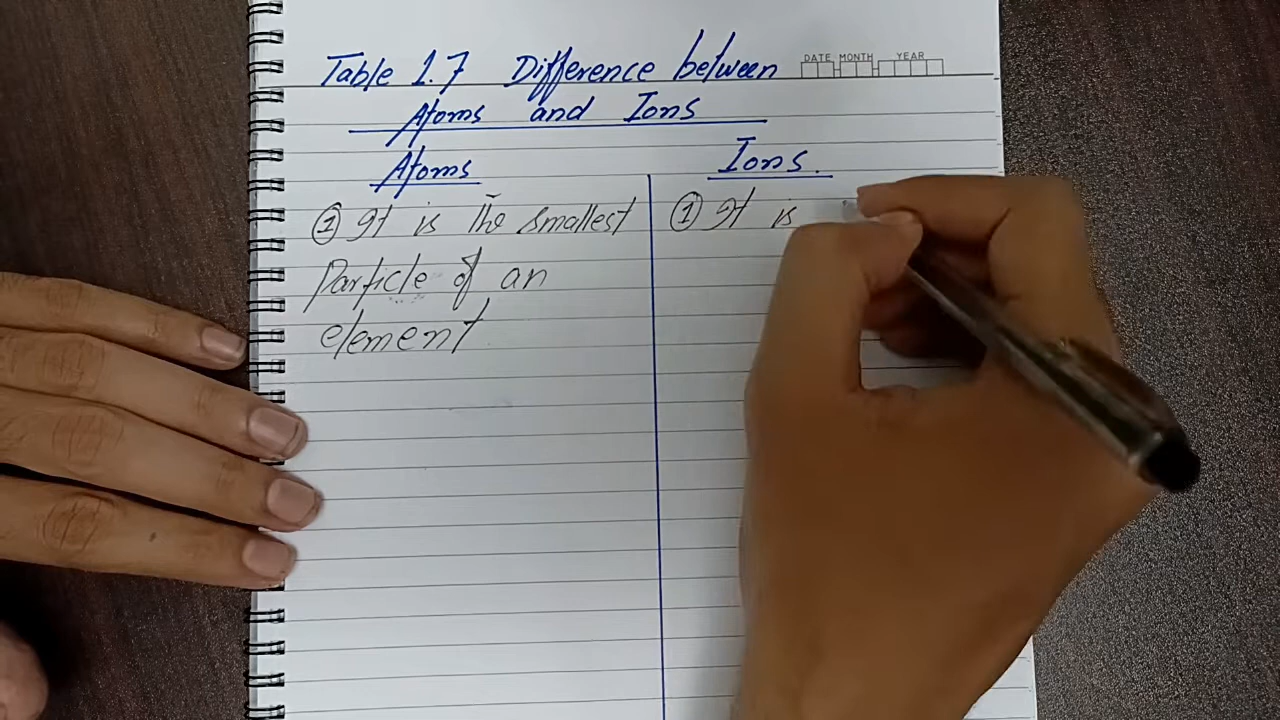 Table 1.7 Difference between
DATE MONTH YEAR
Atoms and Ions
Atoms
Ions.
① It is The smallest
Particle of an
element
① It is